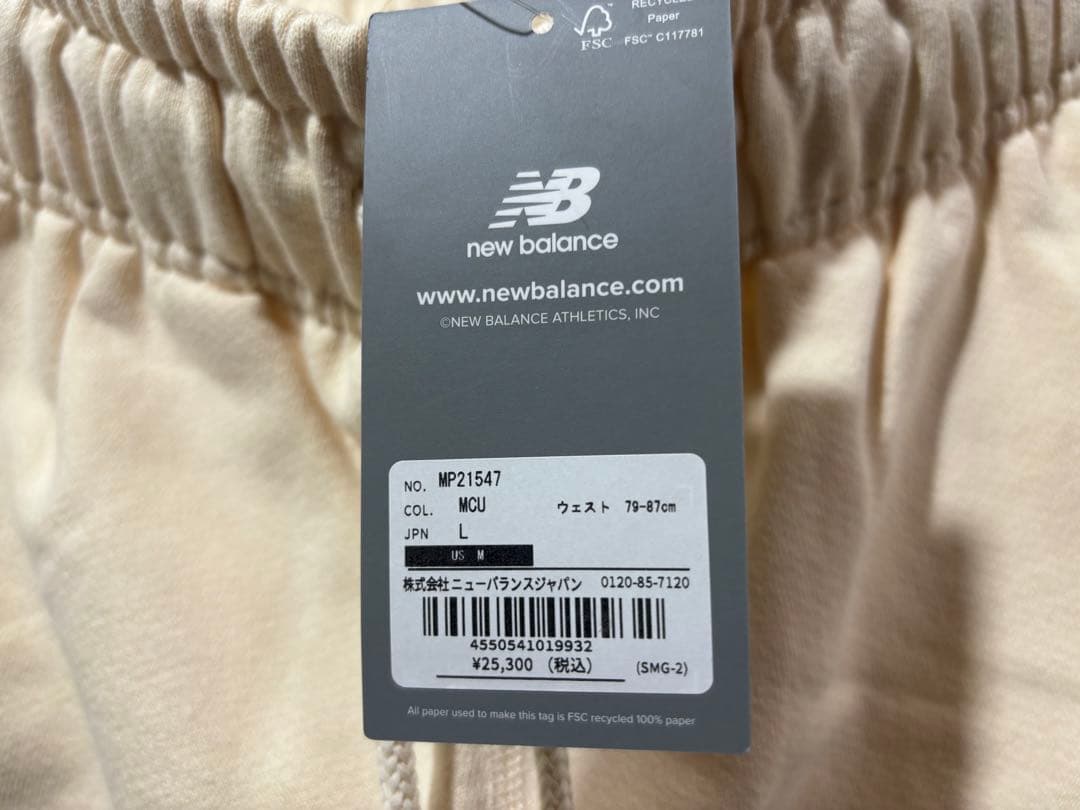 RECYCLED
Paper
FSC FSC™ C117781
NB
new balance
www.newbalance.com
©NEW BALANCE ATHLETICS, INC
NO. MP21547
COL. MCU ウェスト 79-87cm
JPN L
US M
株式会社ニューバランスジャパン 0120-85-7120
4550541019932
¥25,300 (税込) (SMG-2)
All paper used to make this tag is FSC recycled 100% paper